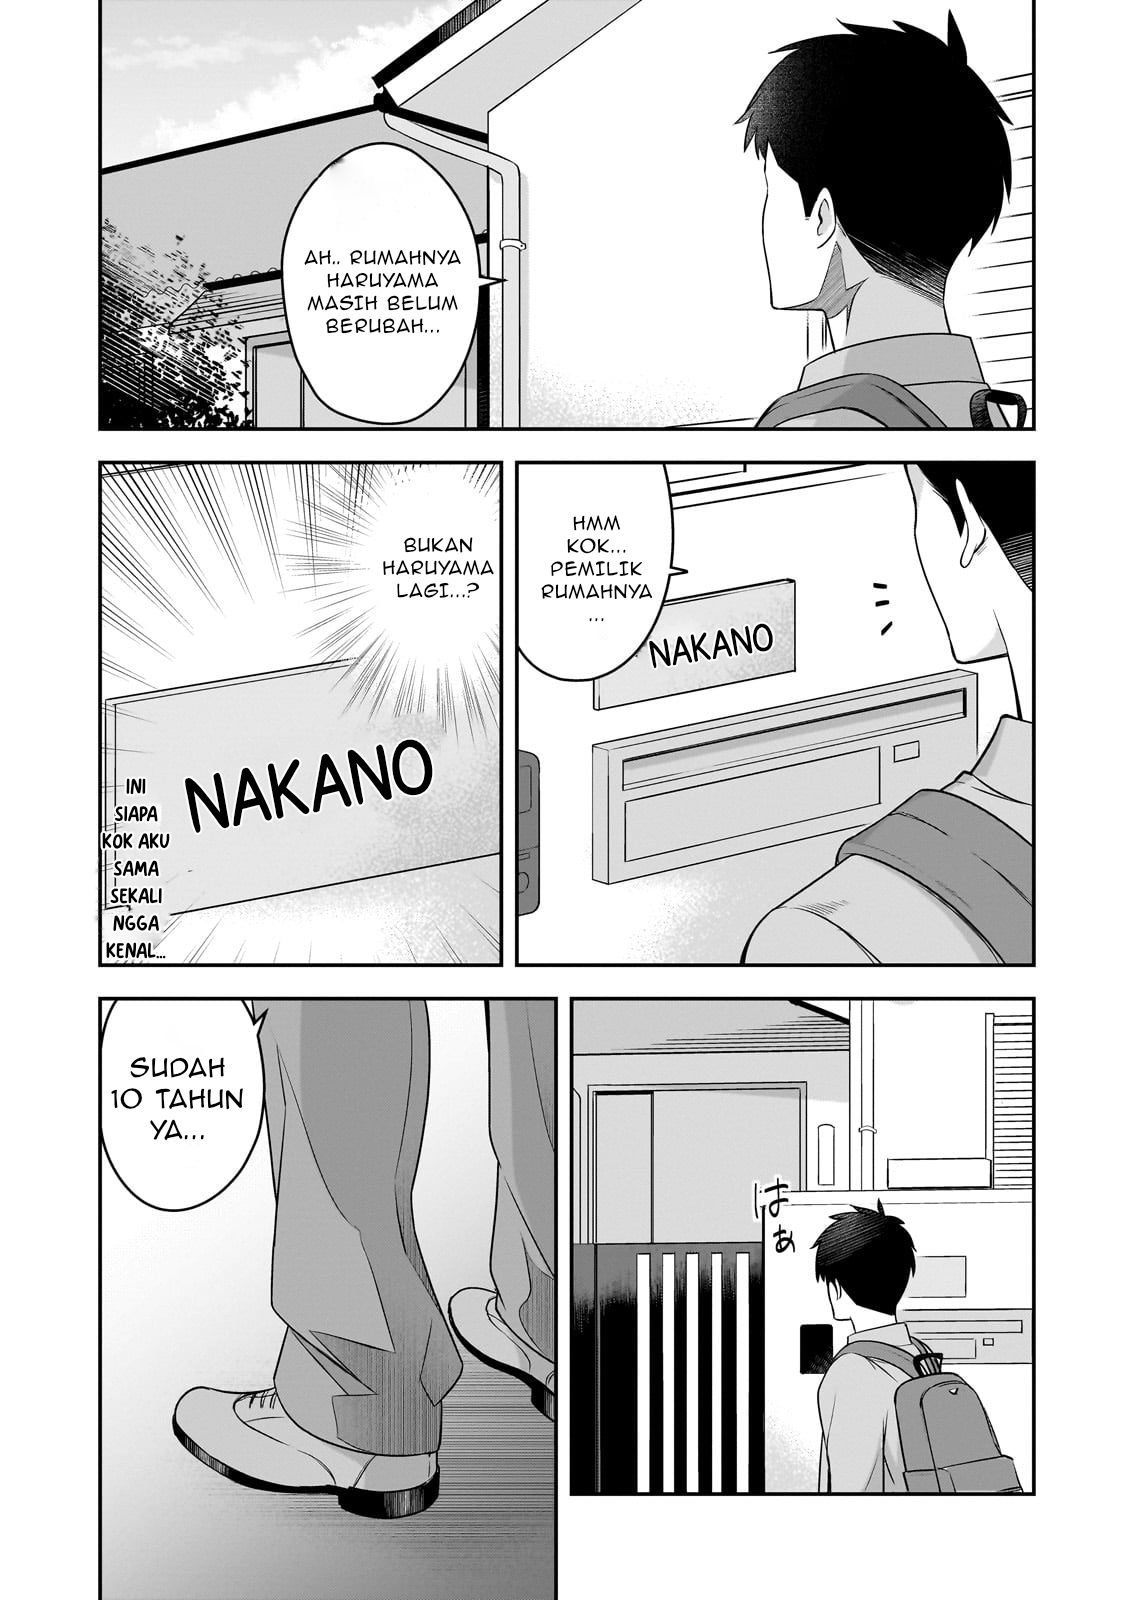 AH.. RUMAHNYA
HARUYAMA
MASIH BELUM
BERUBAH...
HMM
KOK...
PEMILIK
RUMAHNYA
...
NAKANO
BUKAN
HARUYAMA
LAGI...?
NAKANO
INI
SIAPA
KOK AKU
SAMA
SEKALI
NGGA
KENAL...
はぁ
SUDAH
10 TAHUN
YA...